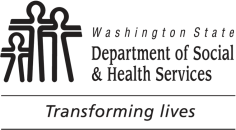 Washington State
Department of Social
& Health Services
Transforming lives